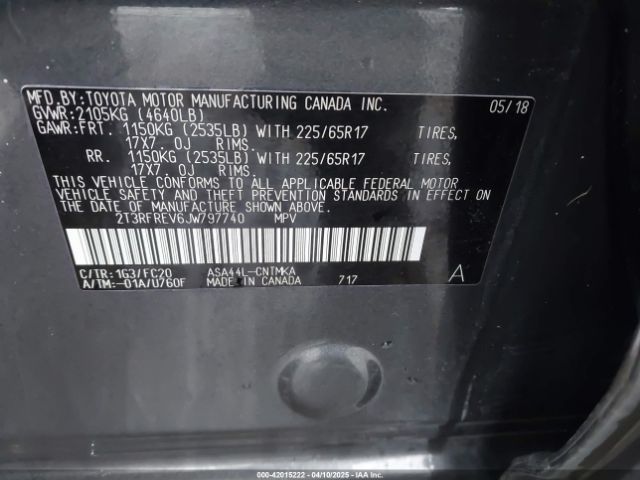 MFD.BY:TOYOTA MOTOR MANUFACTURING CANADA INC. 05/18
GVWR:2105KG (4640LB)
GAWR:FRT. 1150KG (2535LB) WITH 225/65R17 TIRES,
17X7. 0J RIMS.
RR. 1150KG (2535LB) WITH 225/65R17 TIRES,
17X7. 0J RIMS.
THIS VEHICLE CONFORMS TO ALL APPLICABLE FEDERAL MOTOR
VEHICLE SAFETY AND THEFT PREVENTION STANDARDS IN EFFECT ON
THE DATE OF MANUFACTURE SHOWN ABOVE.
2T3RFREV6JW797740 MPV
C/TR:1G3/FC20 ASA44L-CNTMKA A
A/TM:-01A/U760F MADE IN CANADA 717
000-42015222 - 04/10/2025 - IAA, LLC.